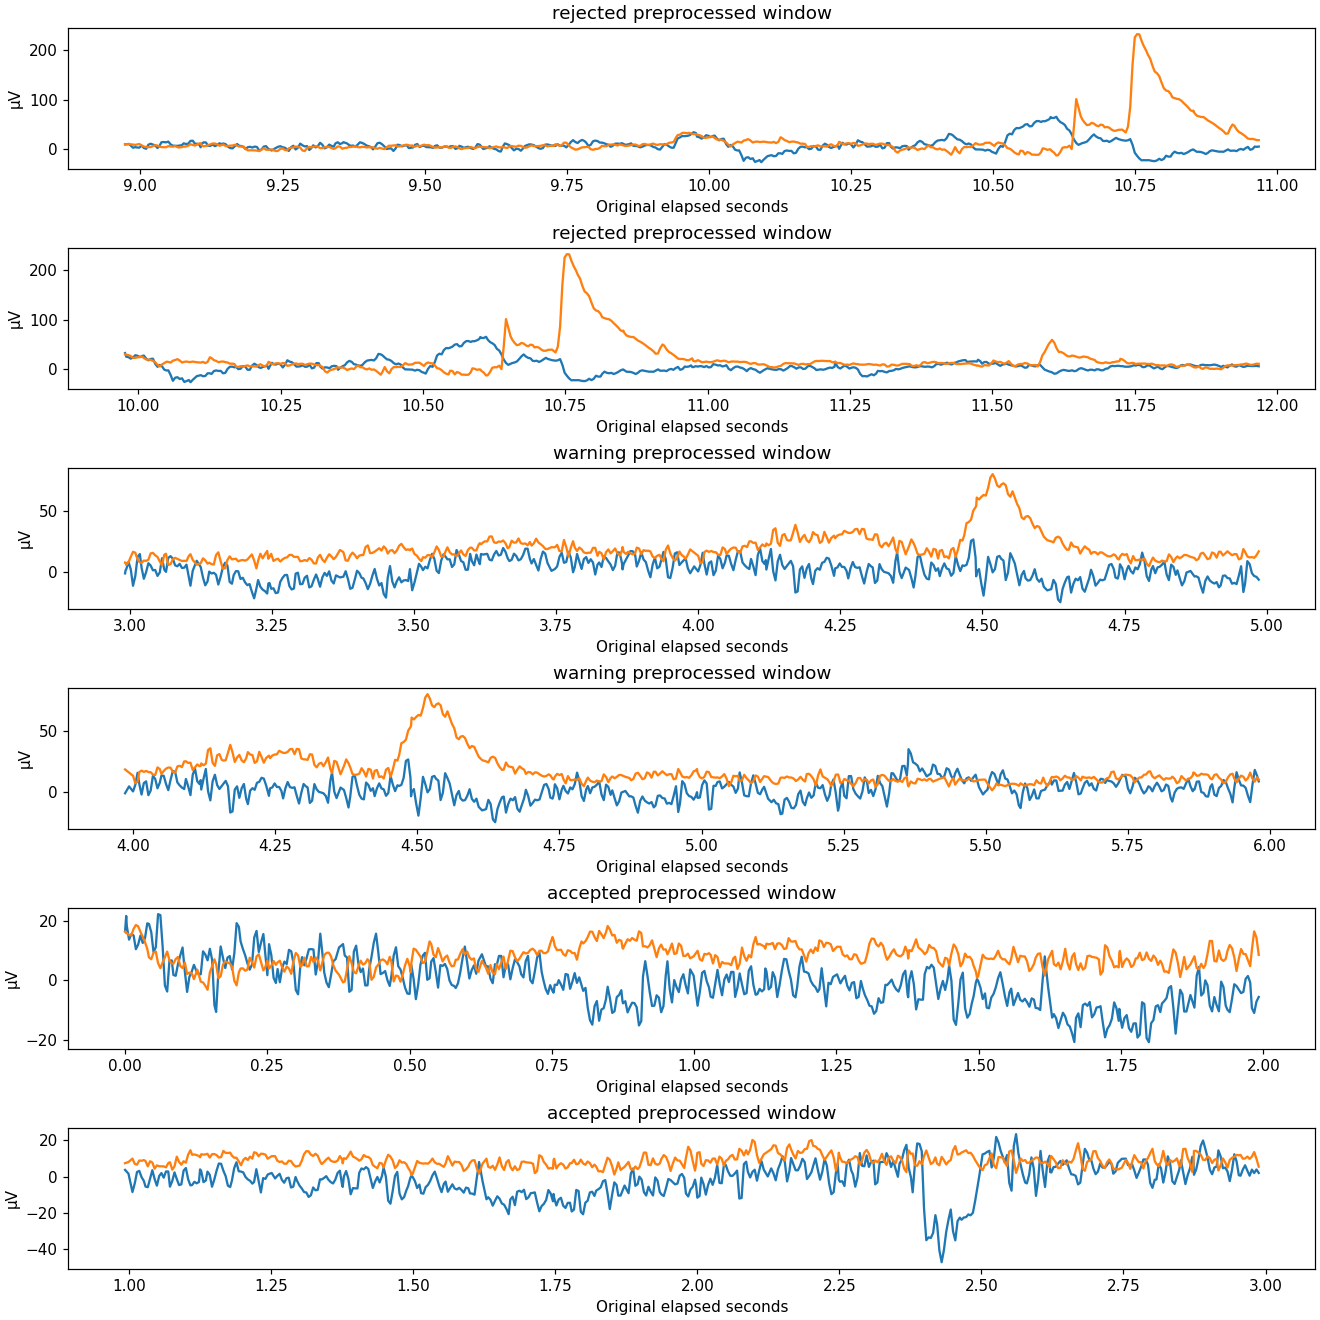 rejected preprocessed window
200
100
0
µV
9.00 9.25 9.50 9.75 10.00 10.25 10.50 10.75 11.00
Original elapsed seconds
rejected preprocessed window
200
100
0
µV
10.00 10.25 10.50 10.75 11.00 11.25 11.50 11.75 12.00
Original elapsed seconds
warning preprocessed window
50
0
µV
3.00 3.25 3.50 3.75 4.00 4.25 4.50 4.75 5.00
Original elapsed seconds
warning preprocessed window
50
0
µV
4.00 4.25 4.50 4.75 5.00 5.25 5.50 5.75 6.00
Original elapsed seconds
accepted preprocessed window
20
0
−20
µV
0.00 0.25 0.50 0.75 1.00 1.25 1.50 1.75 2.00
Original elapsed seconds
accepted preprocessed window
20
0
−20
−40
µV
1.00 1.25 1.50 1.75 2.00 2.25 2.50 2.75 3.00
Original elapsed seconds